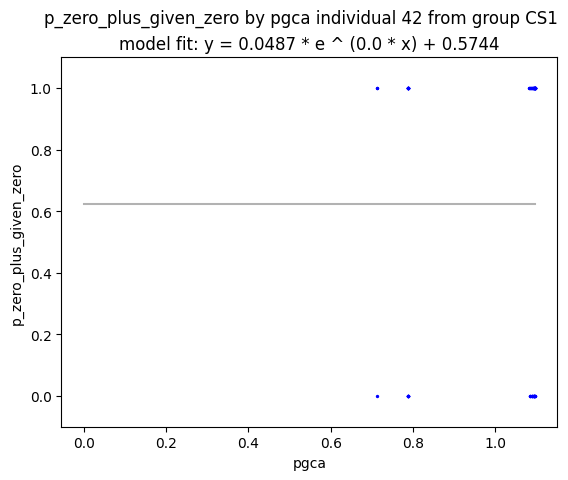 p_zero_plus_given_zero by pgca individual 42 from group CS1
model fit: y = 0.0487 * e ^ (0.0 * x) + 0.5744
1.0
0.8
0.6
0.4
0.2
0.0
p_zero_plus_given_zero
0.0 0.2 0.4 0.6 0.8 1.0
pgca